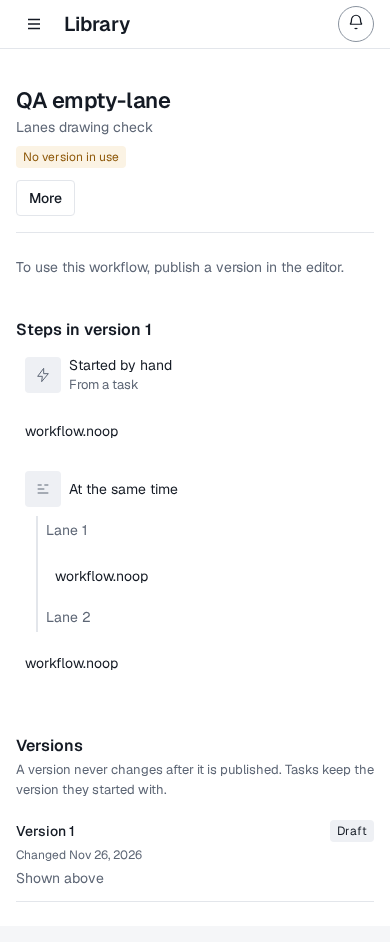 Library
QA empty-lane
Lanes drawing check
No version in use
More
To use this workflow, publish a version in the editor.
Steps in version 1
Started by hand
From a task
workflow.noop
At the same time
Lane 1
workflow.noop
Lane 2
workflow.noop
Versions
A version never changes after it is published. Tasks keep the
version they started with.
Version 1
Draft
Changed Nov 26, 2026
Shown above